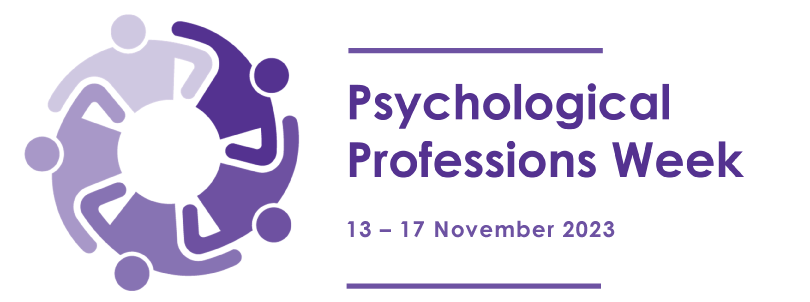 Psychological
Professions Week
13 – 17 November 2023